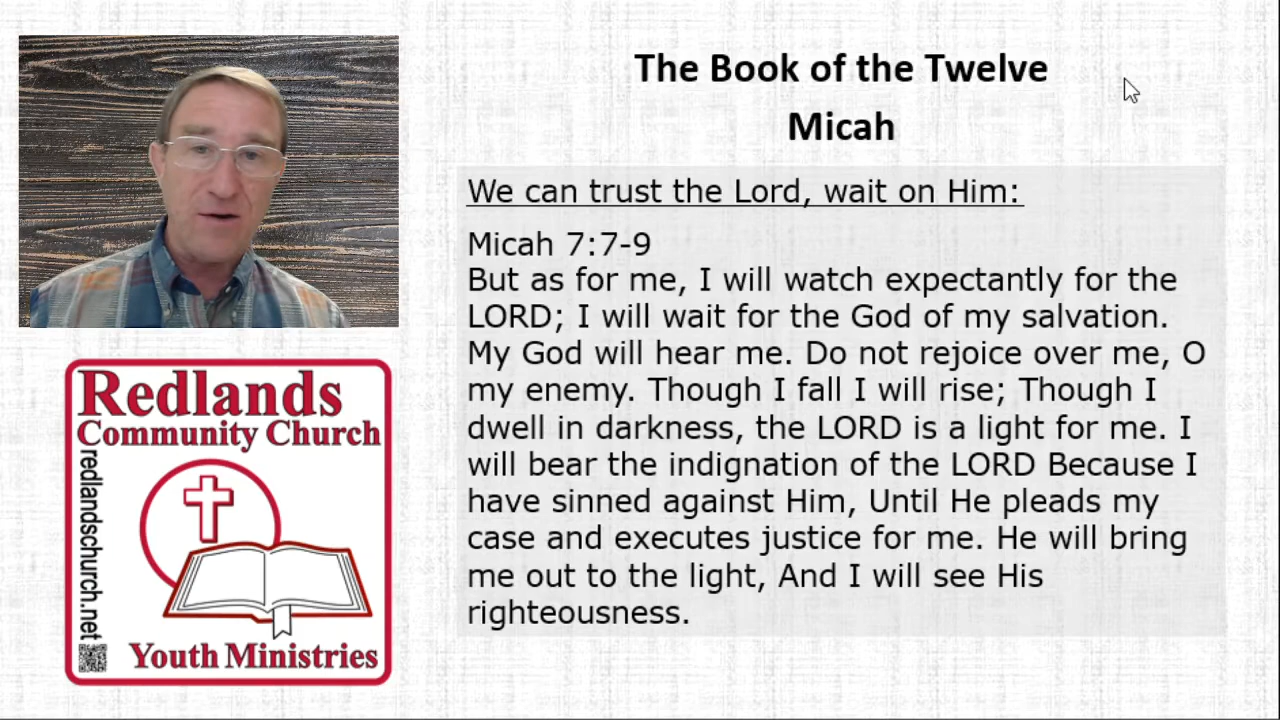 The Book of the Twelve
Micah
We can trust the Lord, wait on Him:
Micah 7:7-9
But as for me, I will watch expectantly for the
LORD; I will wait for the God of my salvation.
My God will hear me. Do not rejoice over me, O
my enemy. Though I fall I will rise; Though I
dwell in darkness, the LORD is a light for me. I
will bear the indignation of the LORD Because I
have sinned against Him, Until He pleads my
case and executes justice for me. He will bring
me out to the light, And I will see His
righteousness.
Redlands
Community Church
redlandschurch.net
Youth Ministries